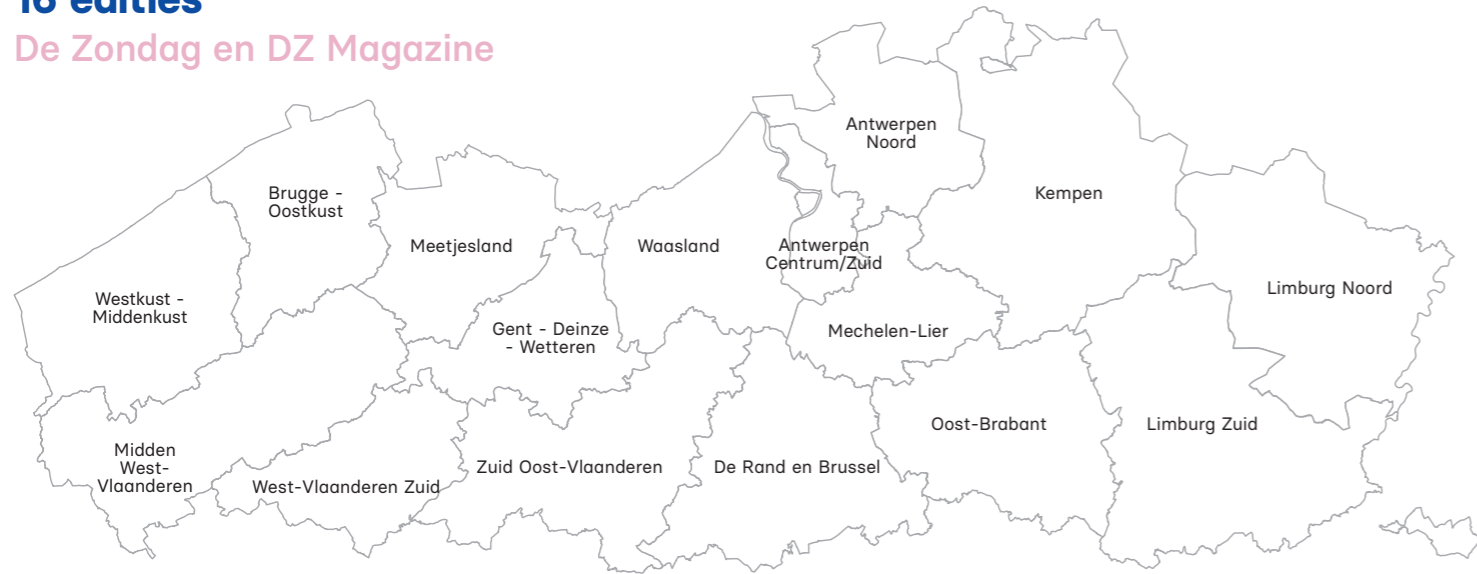 16 edities
De Zondag en DZ Magazine
Antwerpen
Noord
Brugge -
Oostkust
Kempen
Meetjesland
Waasland
Antwerpen
Centrum/Zuid
Westkust -
Middenkust
Limburg Noord
Gent - Deinze
- Wetteren
Mechelen-Lier
Oost-Brabant
Limburg Zuid
Midden
West-
Vlaanderen
West-Vlaanderen Zuid
Zuid Oost-Vlaanderen
De Rand en Brussel